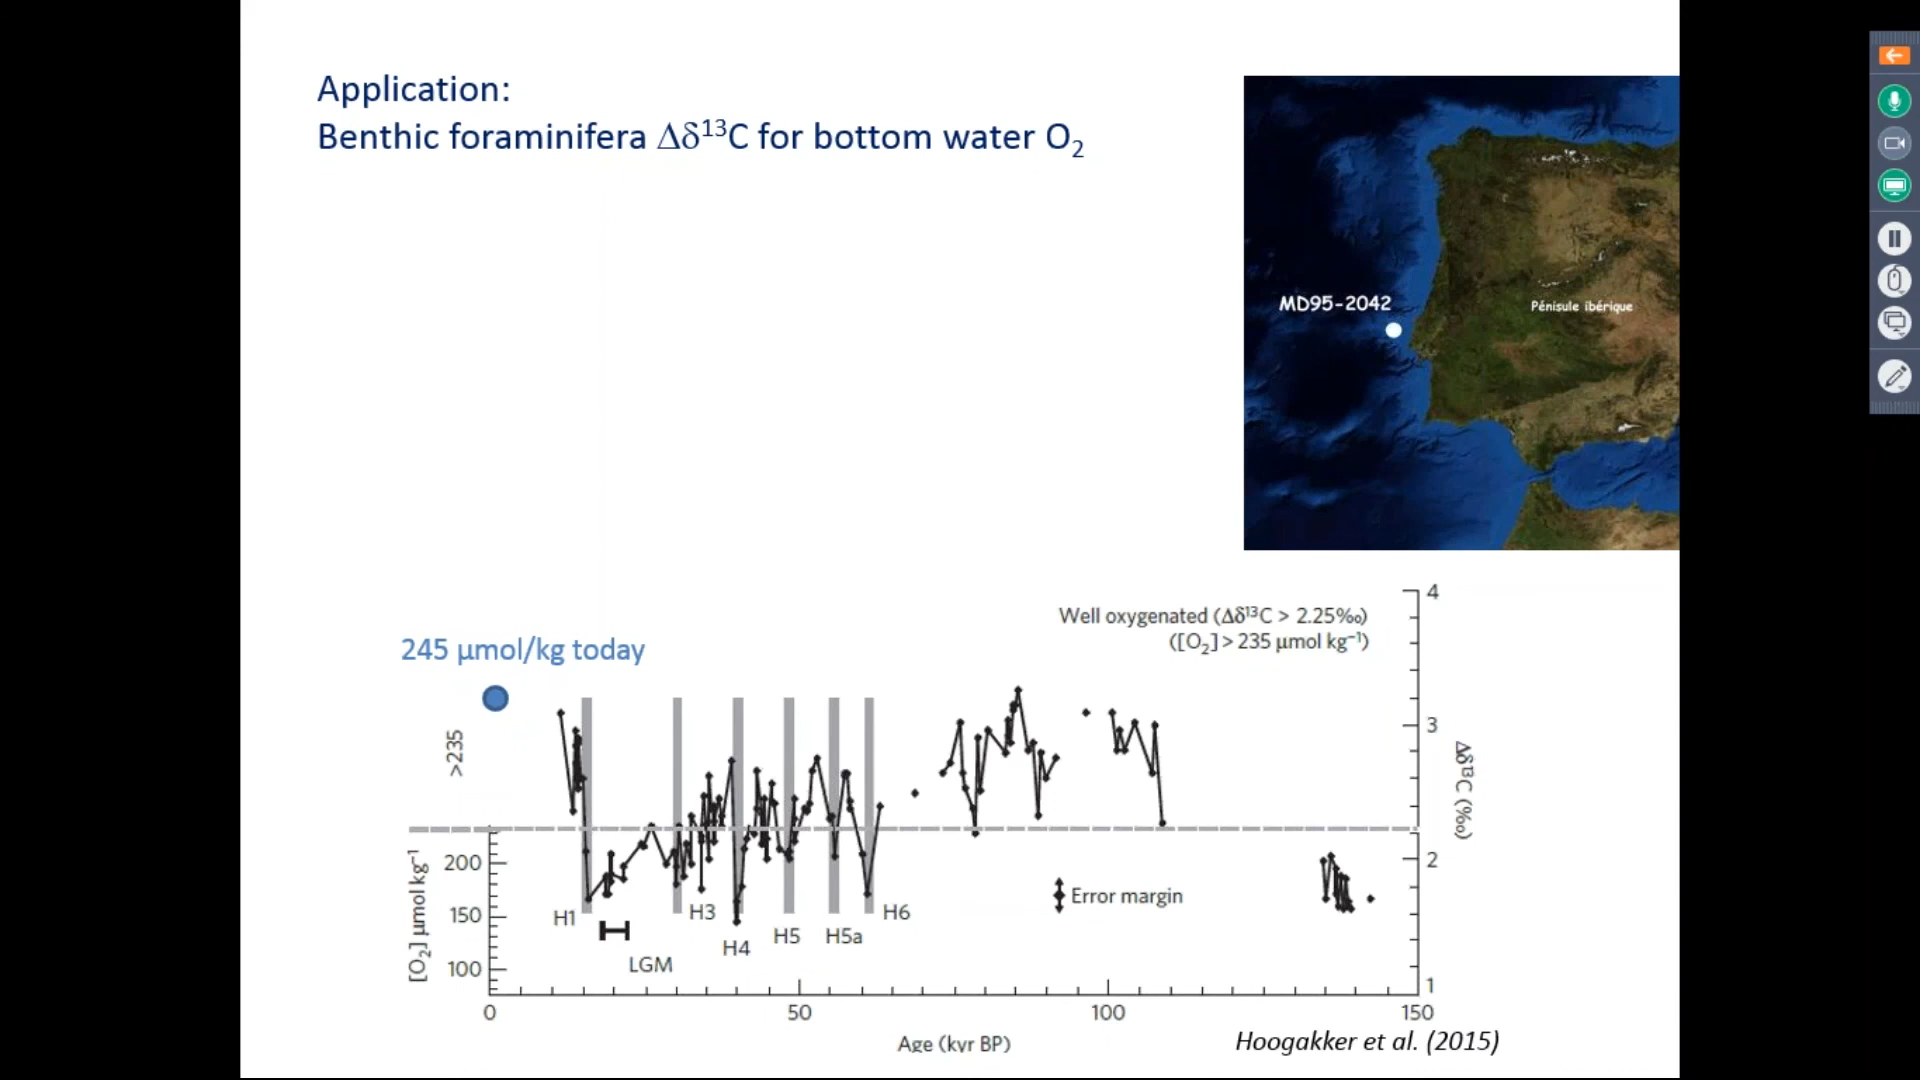 Application:
Benthic foraminifera Δδ¹³C for bottom water O₂
MD95-2042
Pénisule ibérique
4
Well oxygenated (Δδ¹³C > 2.25‰)
([O₂] > 235 μmol kg⁻¹)
245 μmol/kg today
3
>235
Δδ¹³C (‰)
200
2
[O₂] μmol kg⁻¹
Error margin
150
H1
H3
H6
H5
H5a
H4
LGM
100
1
0
50
100
150
Age (kyr BP)
Hoogakker et al. (2015)